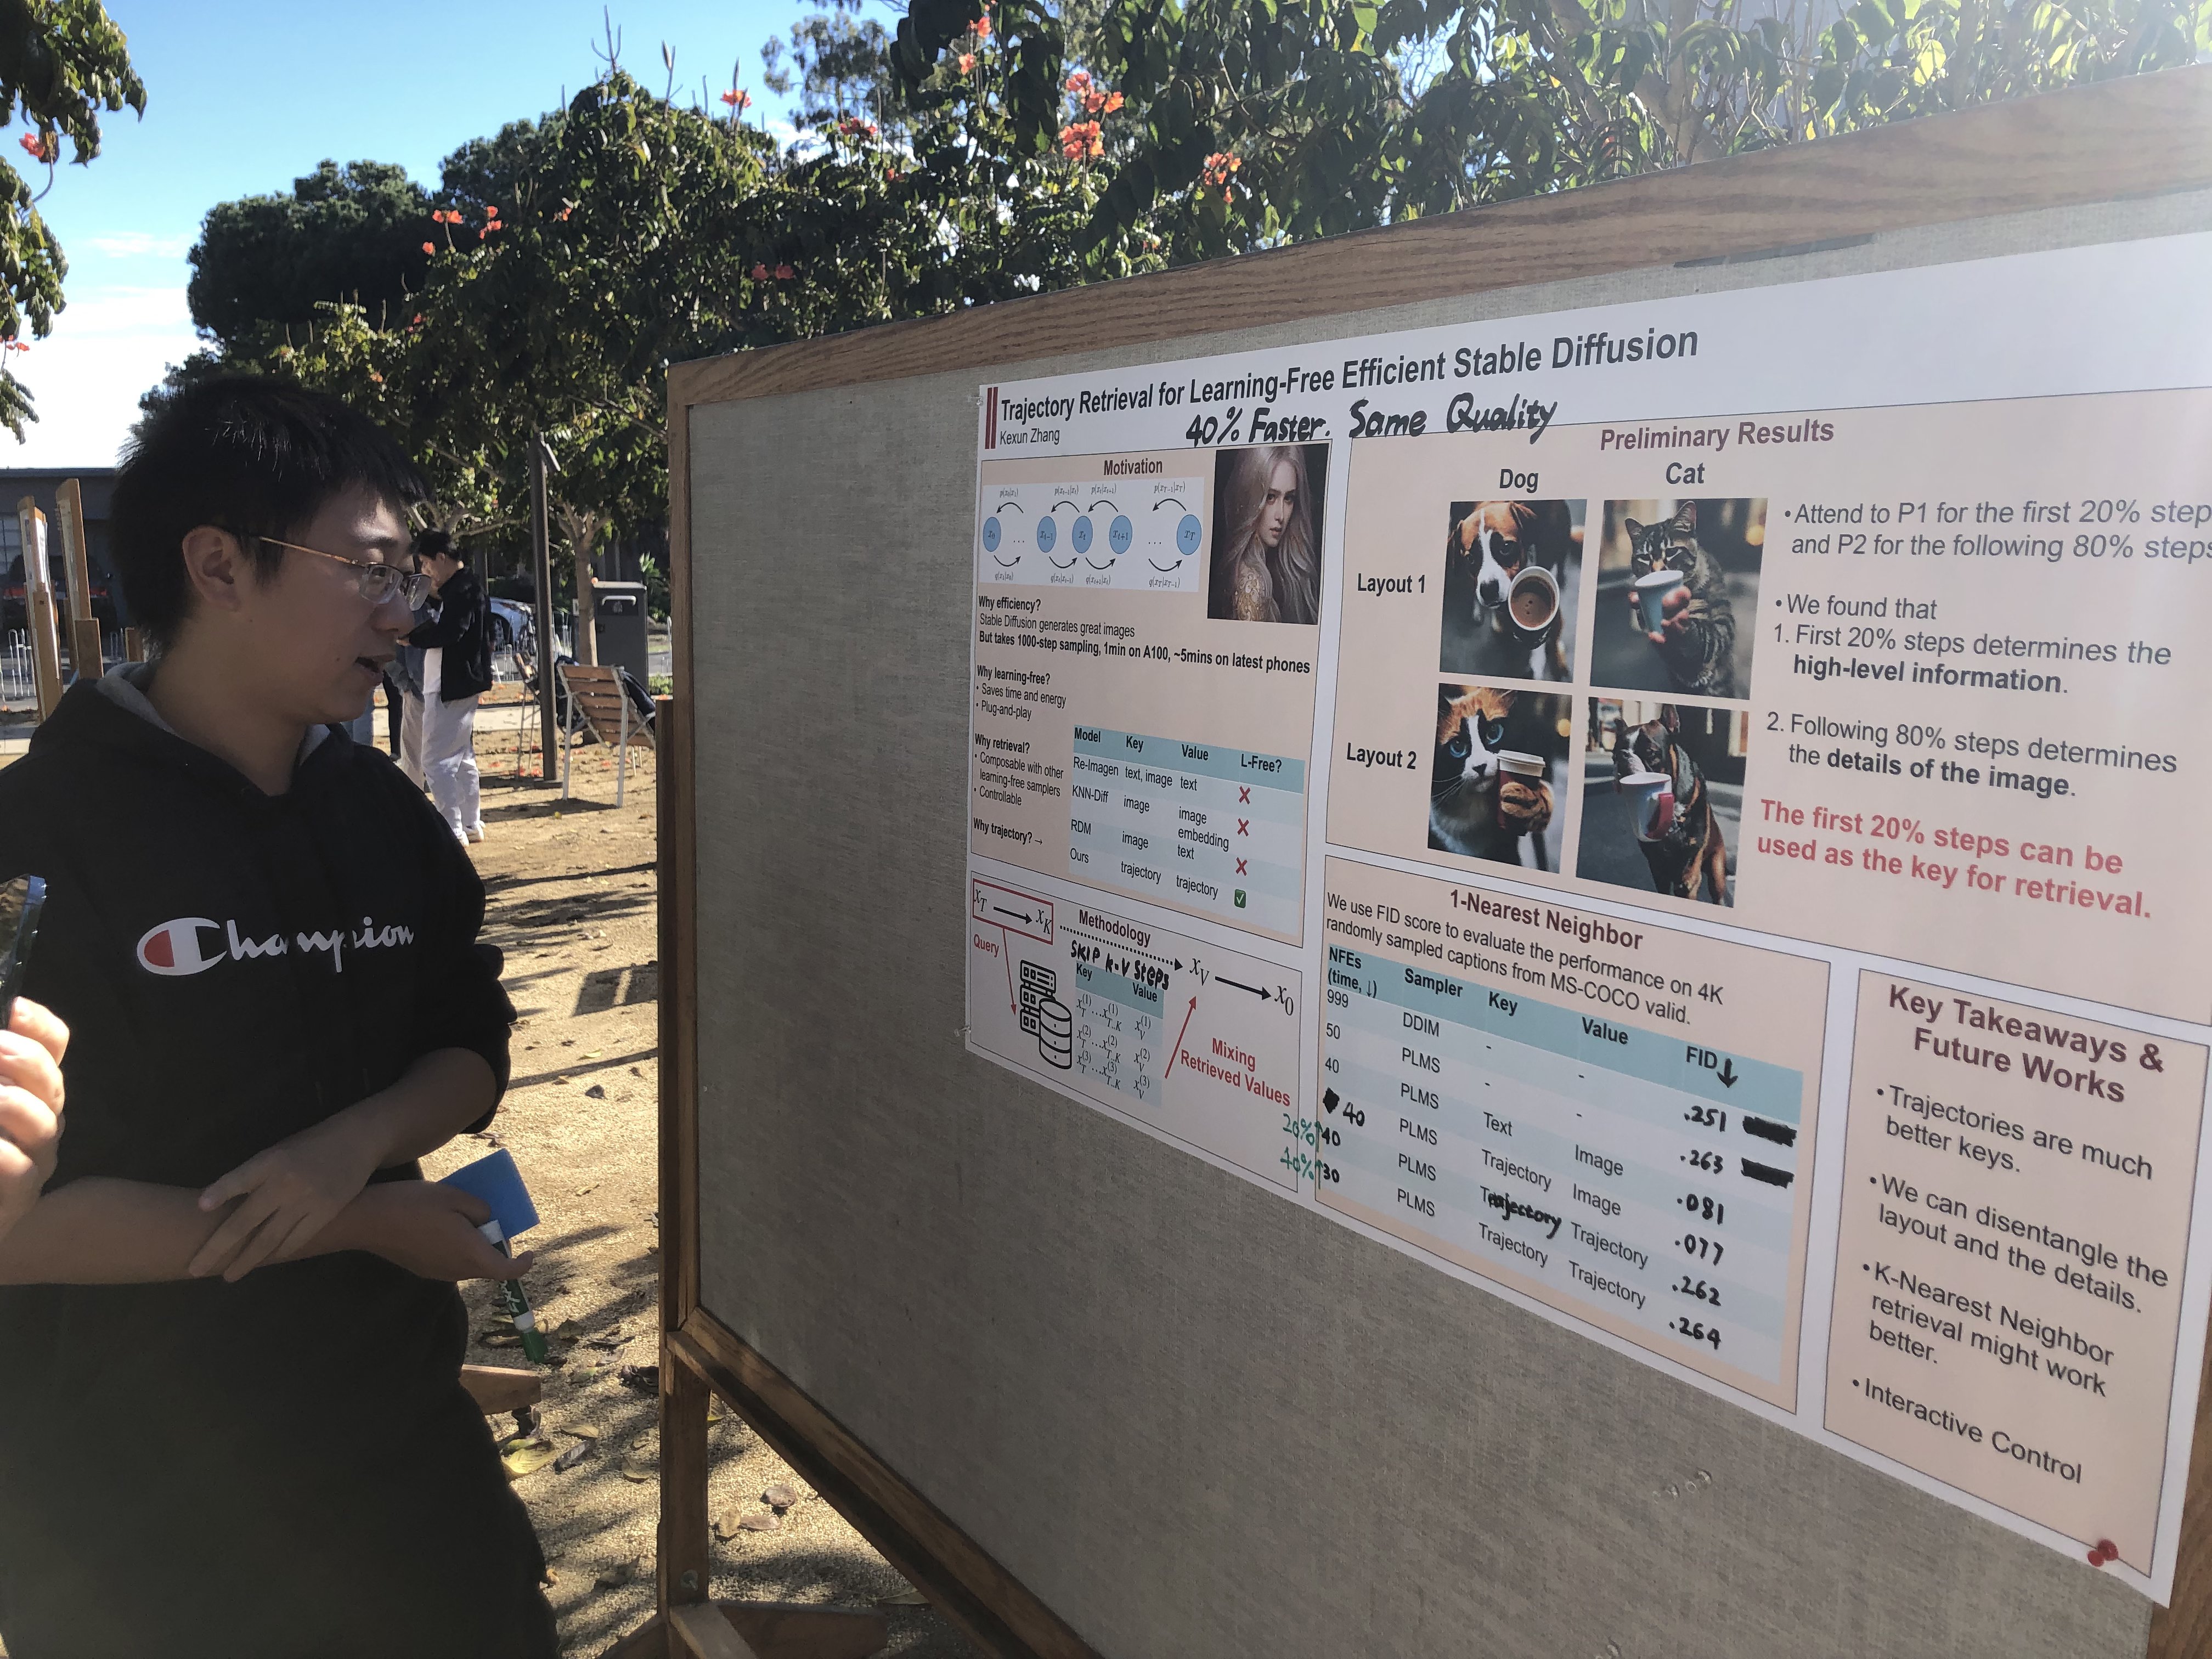 Trajectory Retrieval for Learning-Free Efficient Stable Diffusion
Kexun Zhang
40% Faster. Same Quality
Motivation
Why efficiency?
Stable Diffusion generates great images
But takes 1000-step sampling, 1min on A100, ~5mins on latest phones
Why learning-free?
• Saves time and energy
• Plug-and-play
Why retrieval?
• Composable with other
learning-free samplers
• Controllable
Why trajectory? →
Model Key Value L-Free?
Re-Imagen text, image text ✗
KNN-Diff image image
embedding ✗
RDM image text ✗
Ours trajectory trajectory ✅
Methodology
x_T → x_K
Query
SKIP K-V STEPS
Key Value
x_V → x_0
Mixing
Retrieved Values
Preliminary Results
Dog Cat
Layout 1
Layout 2
• Attend to P1 for the first 20% step
and P2 for the following 80% steps
• We found that
1. First 20% steps determines the
high-level information.
2. Following 80% steps determines
the details of the image.
The first 20% steps can be
used as the key for retrieval.
1-Nearest Neighbor
We use FID score to evaluate the performance on 4K
randomly sampled captions from MS-COCO valid.
NFEs
(time, ↓) Sampler Key Value FID ↓
999 DDIM - - .251
50 PLMS - - .263
40 PLMS Text Image .081
40 PLMS Trajectory Image .077
20%↑ 40 PLMS Trajectory Trajectory .262
40%↑ 30 PLMS Trajectory Trajectory .264
Key Takeaways &
Future Works
• Trajectories are much
better keys.
• We can disentangle the
layout and the details.
• K-Nearest Neighbor
retrieval might work
better.
• Interactive Control
Champion